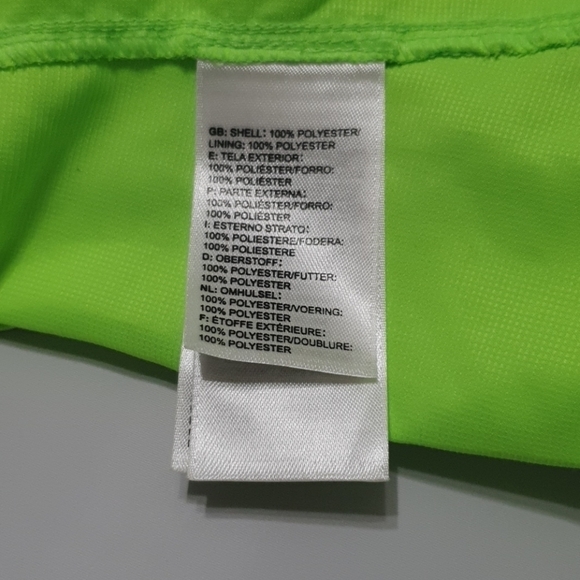 GB: SHELL: 100% POLYESTER/
LINING: 100% POLYESTER
E: TELA EXTERIOR:
100% POLIÉSTER/FORRO:
100% POLIÉSTER
P: PARTE EXTERNA:
100% POLIÉSTER/FORRO:
100% POLIÉSTER
I: ESTERNO STRATO:
100% POLIESTERE/FODERA:
100% POLIESTERE
D: OBERSTOFF:
100% POLYESTER/FUTTER:
100% POLYESTER
NL: OMHULSEL:
100% POLYESTER/VOERING:
100% POLYESTER
F: ÉTOFFE EXTÉRIEURE:
100% POLYESTER/DOUBLURE:
100% POLYESTER